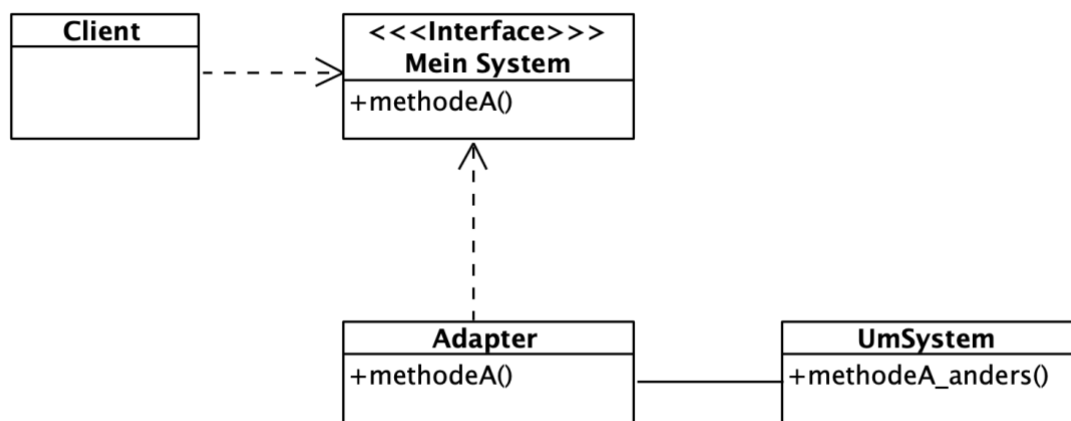 Client
<<<Interface>>>
Mein System
+methodeA()
Adapter
+methodeA()
UmSystem
+methodeA_anders()